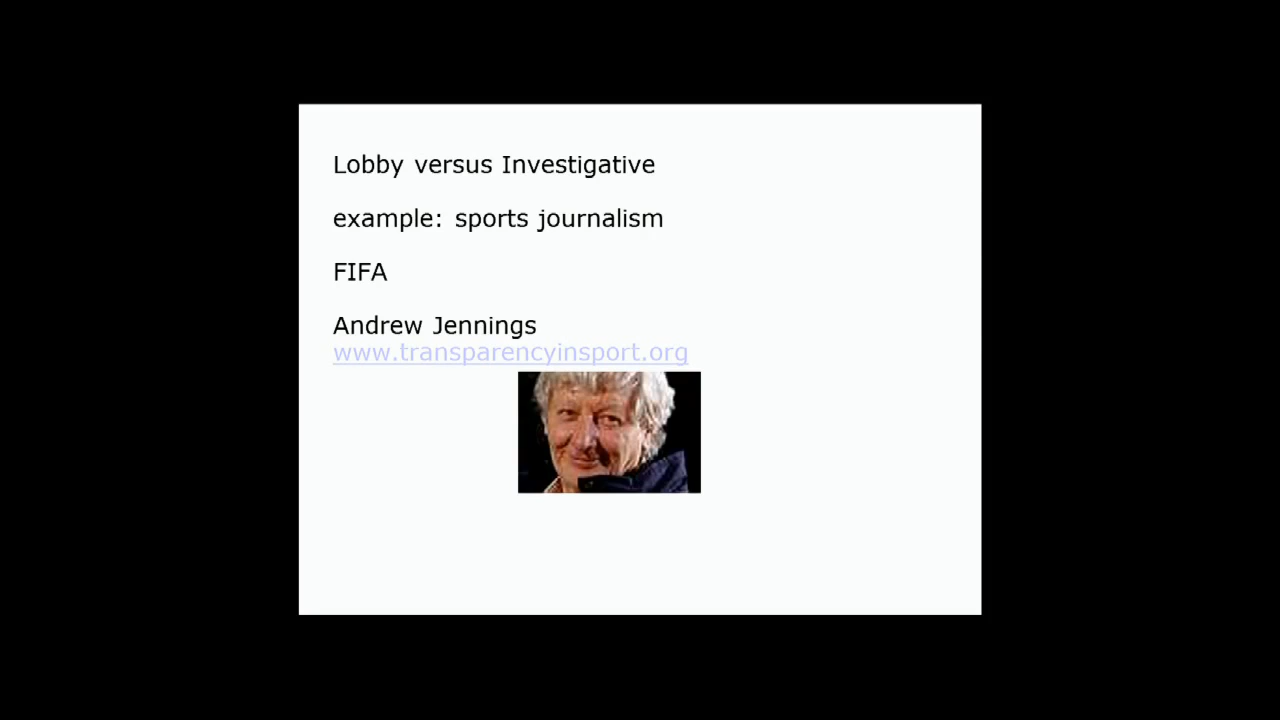 Lobby versus Investigative
example: sports journalism
FIFA
Andrew Jennings
www.transparencyinsport.org